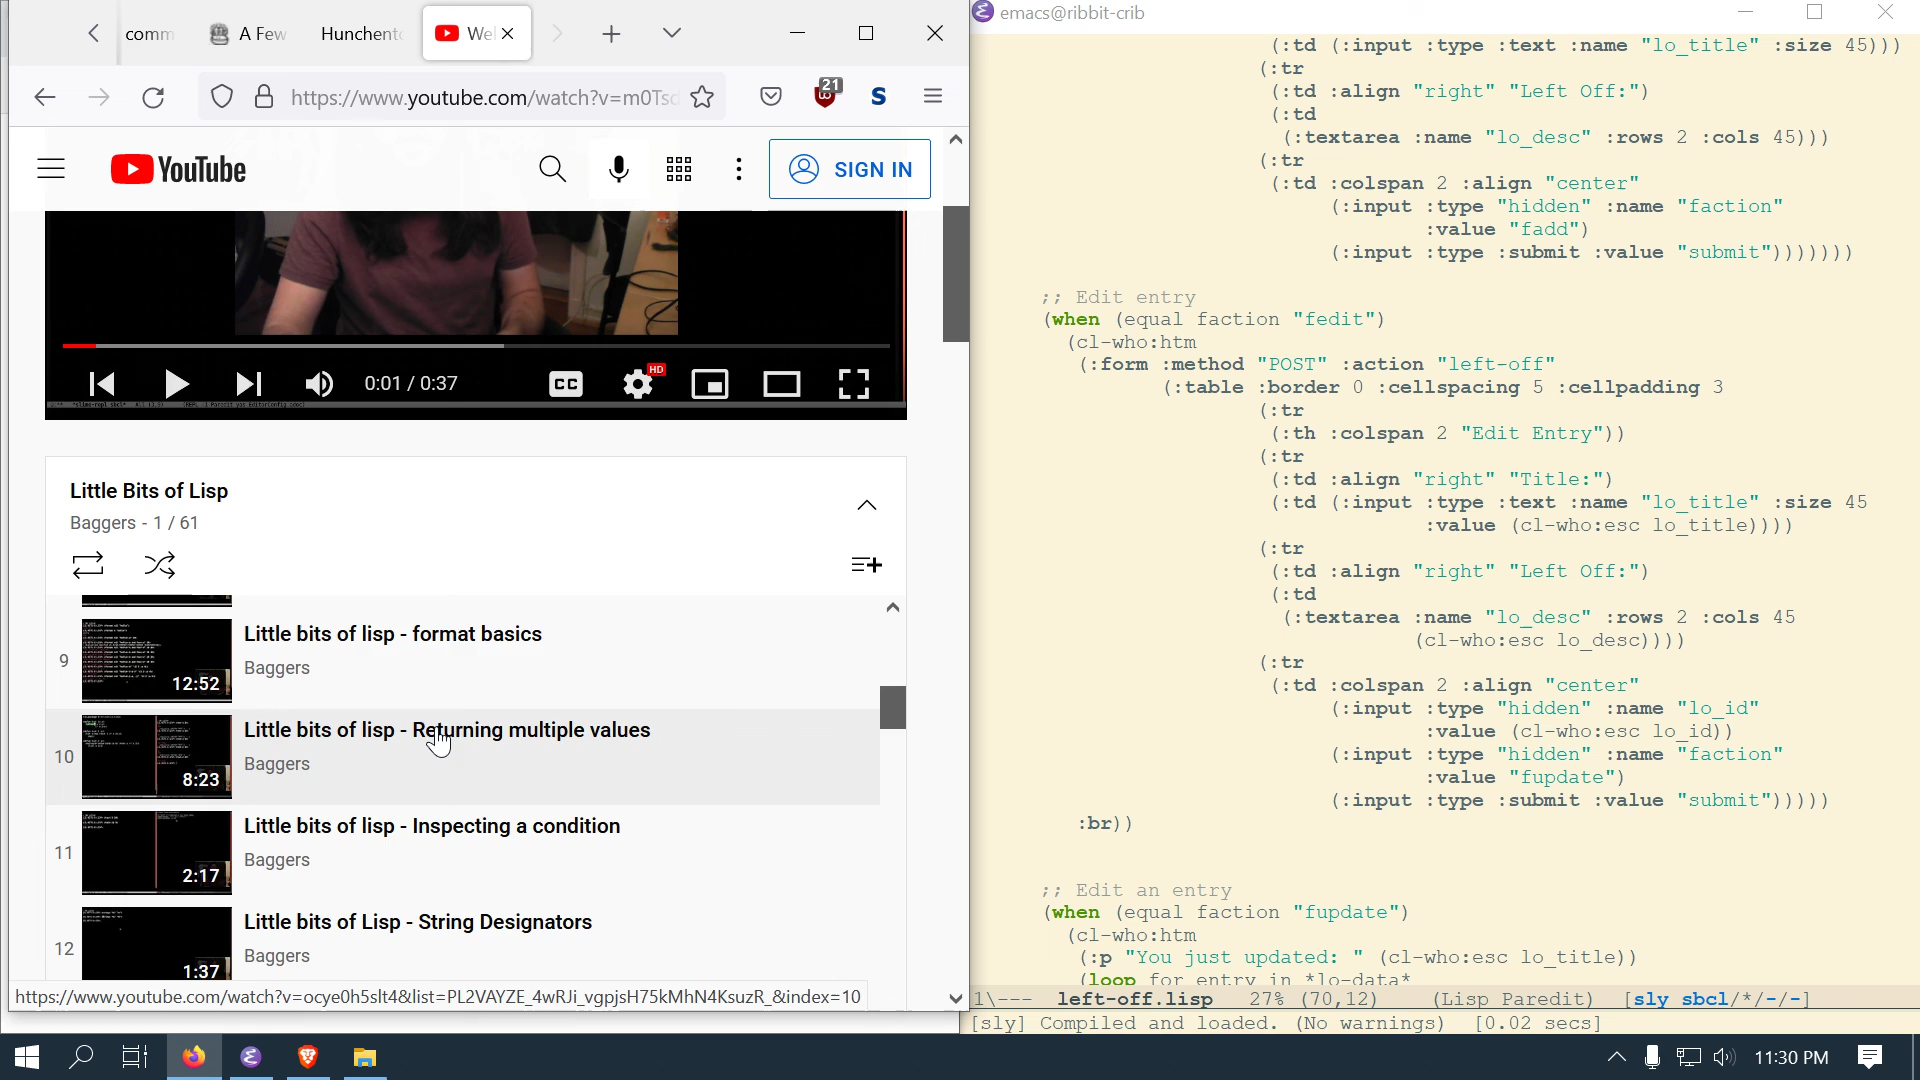 comm
A Few
Hunchent
Wel
21
https://www.youtube.com/watch?v=m0Tsd
S
YouTube
SIGN IN
0:01 / 0:37
CC
HD
Little Bits of Lisp
Baggers - 1 / 61
9
12:52
Little bits of lisp - format basics
Baggers
10
8:23
Little bits of lisp - Returning multiple values
Baggers
11
2:17
Little bits of lisp - Inspecting a condition
Baggers
12
1:37
Little bits of Lisp - String Designators
Baggers
https://www.youtube.com/watch?v=ocye0h5slt4&list=PL2VAYZE_4wRJi_vgpjsH75kMhN4KsuzR_&index=10
emacs@ribbit-crib
(:td (:input :type :text :name "lo_title" :size 45)))
(:tr
(:td :align "right" "Left Off:")
(:td
(:textarea :name "lo_desc" :rows 2 :cols 45)))
(:tr
(:td :colspan 2 :align "center"
(:input :type "hidden" :name "faction"
:value "fadd")
(:input :type :submit :value "submit")))))))
;; Edit entry
(when (equal faction "fedit")
(cl-who:htm
(:form :method "POST" :action "left-off"
(:table :border 0 :cellspacing 5 :cellpadding 3
(:tr
(:th :colspan 2 "Edit Entry"))
(:tr
(:td :align "right" "Title:")
(:td (:input :type :text :name "lo_title" :size 45
:value (cl-who:esc lo_title))))
(:tr
(:td :align "right" "Left Off:")
(:td
(:textarea :name "lo_desc" :rows 2 :cols 45
(cl-who:esc lo_desc))))
(:tr
(:td :colspan 2 :align "center"
(:input :type "hidden" :name "lo_id"
:value (cl-who:esc lo_id))
(:input :type "hidden" :name "faction"
:value "fupdate")
(:input :type :submit :value "submit")))))
:br))
;; Edit an entry
(when (equal faction "fupdate")
(cl-who:htm
(:p "You just updated: " (cl-who:esc lo_title))
(loop for entry in *lo-data*
1\--- left-off.lisp 27% (70,12) (Lisp Paredit) [sly sbcl/*/-/-]
[sly] Compiled and loaded. (No warnings) [0.02 secs]
11:30 PM